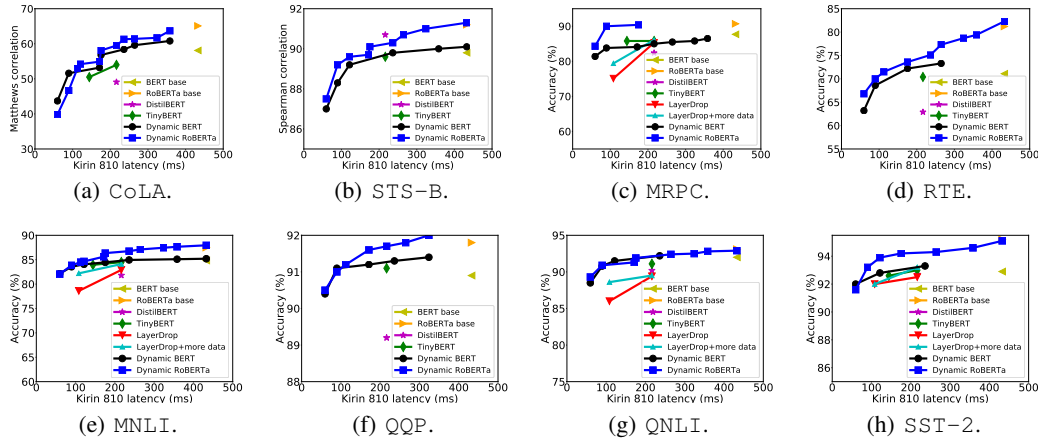 Matthews correlation
70
60
50
40
30
0 100 200 300 400 500
Kirin 810 latency (ms)
BERT base
RoBERTa base
DistilBERT
TinyBERT
Dynamic BERT
Dynamic RoBERTa
(a) CoLA.
Spearman correlation
90
88
86
0 100 200 300 400 500
Kirin 810 latency (ms)
BERT base
RoBERTa base
DistilBERT
TinyBERT
Dynamic BERT
Dynamic RoBERTa
(b) STS-B.
Accuracy (%)
90
80
70
60
0 100 200 300 400 500
Kirin 810 latency (ms)
BERT base
RoBERTa base
DistilBERT
TinyBERT
LayerDrop
LayerDrop+more data
Dynamic BERT
Dynamic RoBERTa
(c) MRPC.
Accuracy (%)
85
80
75
70
65
60
55
0 100 200 300 400 500
Kirin 810 latency (ms)
BERT base
RoBERTa base
DistilBERT
TinyBERT
Dynamic BERT
Dynamic RoBERTa
(d) RTE.
Accuracy (%)
90
85
80
75
70
65
60
0 100 200 300 400 500
Kirin 810 latency (ms)
BERT base
RoBERTa base
DistilBERT
TinyBERT
LayerDrop
LayerDrop+more data
Dynamic BERT
Dynamic RoBERTa
(e) MNLI.
Accuracy (%)
92
91
90
89
88
0 100 200 300 400 500
Kirin 810 latency (ms)
BERT base
RoBERTa base
DistilBERT
TinyBERT
Dynamic BERT
Dynamic RoBERTa
(f) QQP.
Accuracy (%)
95
90
85
80
75
0 100 200 300 400 500
Kirin 810 latency (ms)
BERT base
RoBERTa base
DistilBERT
TinyBERT
LayerDrop
LayerDrop+more data
Dynamic BERT
Dynamic RoBERTa
(g) QNLI.
Accuracy (%)
94
92
90
88
86
0 100 200 300 400 500
Kirin 810 latency (ms)
BERT base
RoBERTa base
DistilBERT
TinyBERT
LayerDrop
LayerDrop+more data
Dynamic BERT
Dynamic RoBERTa
(h) SST-2.